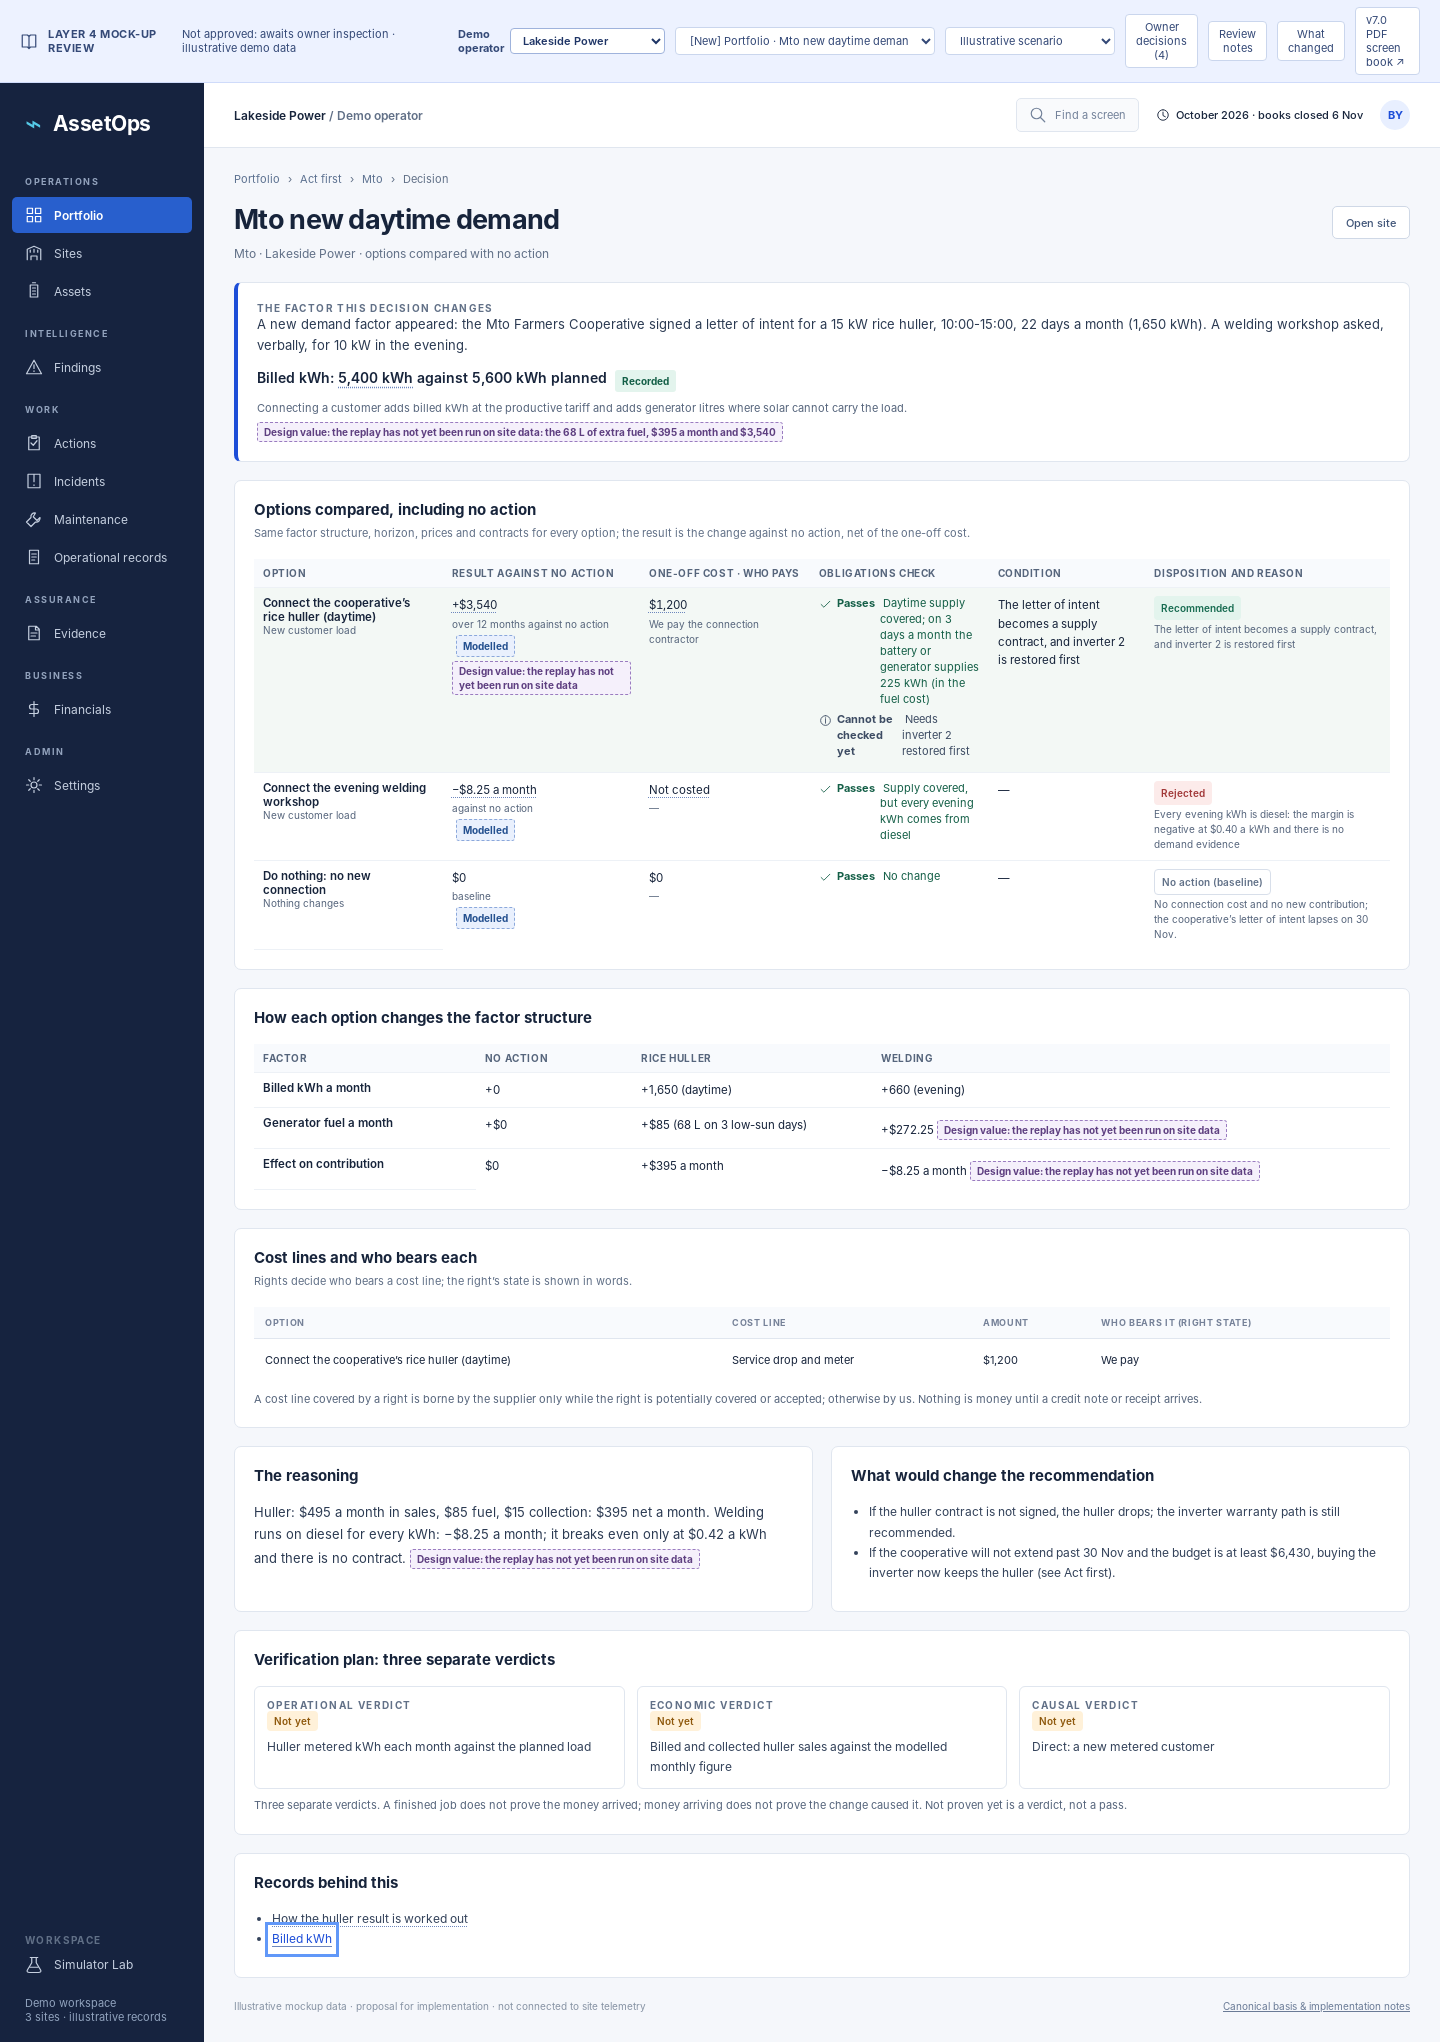 LAYER 4 MOCK-UP
REVIEW
Not approved: awaits owner inspection ·
illustrative demo data
Demo
operator
Lakeside Power
[New] Portfolio · Mto new daytime deman
Illustrative scenario
Owner
decisions
(4)
Review
notes
What
changed
v7.0
PDF
screen
book ↗
AssetOps
OPERATIONS
Portfolio
Sites
Assets
INTELLIGENCE
Findings
WORK
Actions
Incidents
Maintenance
Operational records
ASSURANCE
Evidence
BUSINESS
Financials
ADMIN
Settings
WORKSPACE
Simulator Lab
Demo workspace
3 sites · illustrative records
Lakeside Power / Demo operator
Find a screen
October 2026 · books closed 6 Nov
BY
Portfolio › Act first › Mto › Decision
Mto new daytime demand
Open site
Mto · Lakeside Power · options compared with no action
THE FACTOR THIS DECISION CHANGES
A new demand factor appeared: the Mto Farmers Cooperative signed a letter of intent for a 15 kW rice huller, 10:00-15:00, 22 days a month (1,650 kWh). A welding workshop asked,
verbally, for 10 kW in the evening.
Billed kWh: 5,400 kWh against 5,600 kWh planned Recorded
Connecting a customer adds billed kWh at the productive tariff and adds generator litres where solar cannot carry the load.
Design value: the replay has not yet been run on site data: the 68 L of extra fuel, $395 a month and $3,540
Options compared, including no action
Same factor structure, horizon, prices and contracts for every option; the result is the change against no action, net of the one-off cost.
OPTION RESULT AGAINST NO ACTION ONE-OFF COST · WHO PAYS OBLIGATIONS CHECK CONDITION DISPOSITION AND REASON
Connect the cooperative's
rice huller (daytime)
New customer load
+$3,540
over 12 months against no action
Modelled
Design value: the replay has not
yet been run on site data
$1,200
We pay the connection
contractor
Passes Daytime supply
covered; on 3
days a month the
battery or
generator supplies
225 kWh (in the
fuel cost)
Cannot be Needs
checked inverter 2
yet restored first
The letter of intent
becomes a supply
contract, and inverter 2
is restored first
Recommended
The letter of intent becomes a supply contract,
and inverter 2 is restored first
Connect the evening welding
workshop
New customer load
−$8.25 a month
against no action
Modelled
Not costed
—
Passes Supply covered,
but every evening
kWh comes from
diesel
—
Rejected
Every evening kWh is diesel: the margin is
negative at $0.40 a kWh and there is no
demand evidence
Do nothing: no new
connection
Nothing changes
$0
baseline
Modelled
$0
—
Passes No change
—
No action (baseline)
No connection cost and no new contribution;
the cooperative's letter of intent lapses on 30
Nov.
How each option changes the factor structure
FACTOR NO ACTION RICE HULLER WELDING
Billed kWh a month +0 +1,650 (daytime) +660 (evening)
Generator fuel a month +$0 +$85 (68 L on 3 low-sun days) +$272.25 Design value: the replay has not yet been run on site data
Effect on contribution $0 +$395 a month −$8.25 a month Design value: the replay has not yet been run on site data
Cost lines and who bears each
Rights decide who bears a cost line; the right's state is shown in words.
OPTION COST LINE AMOUNT WHO BEARS IT (RIGHT STATE)
Connect the cooperative's rice huller (daytime) Service drop and meter $1,200 We pay
A cost line covered by a right is borne by the supplier only while the right is potentially covered or accepted; otherwise by us. Nothing is money until a credit note or receipt arrives.
The reasoning
Huller: $495 a month in sales, $85 fuel, $15 collection: $395 net a month. Welding
runs on diesel for every kWh: −$8.25 a month; it breaks even only at $0.42 a kWh
and there is no contract. Design value: the replay has not yet been run on site data
What would change the recommendation
• If the huller contract is not signed, the huller drops; the inverter warranty path is still
recommended.
• If the cooperative will not extend past 30 Nov and the budget is at least $6,430, buying the
inverter now keeps the huller (see Act first).
Verification plan: three separate verdicts
OPERATIONAL VERDICT
Not yet
Huller metered kWh each month against the planned load
ECONOMIC VERDICT
Not yet
Billed and collected huller sales against the modelled
monthly figure
CAUSAL VERDICT
Not yet
Direct: a new metered customer
Three separate verdicts. A finished job does not prove the money arrived; money arriving does not prove the change caused it. Not proven yet is a verdict, not a pass.
Records behind this
• How the huller result is worked out
• Billed kWh
Illustrative mockup data · proposal for implementation · not connected to site telemetry
Canonical basis & implementation notes